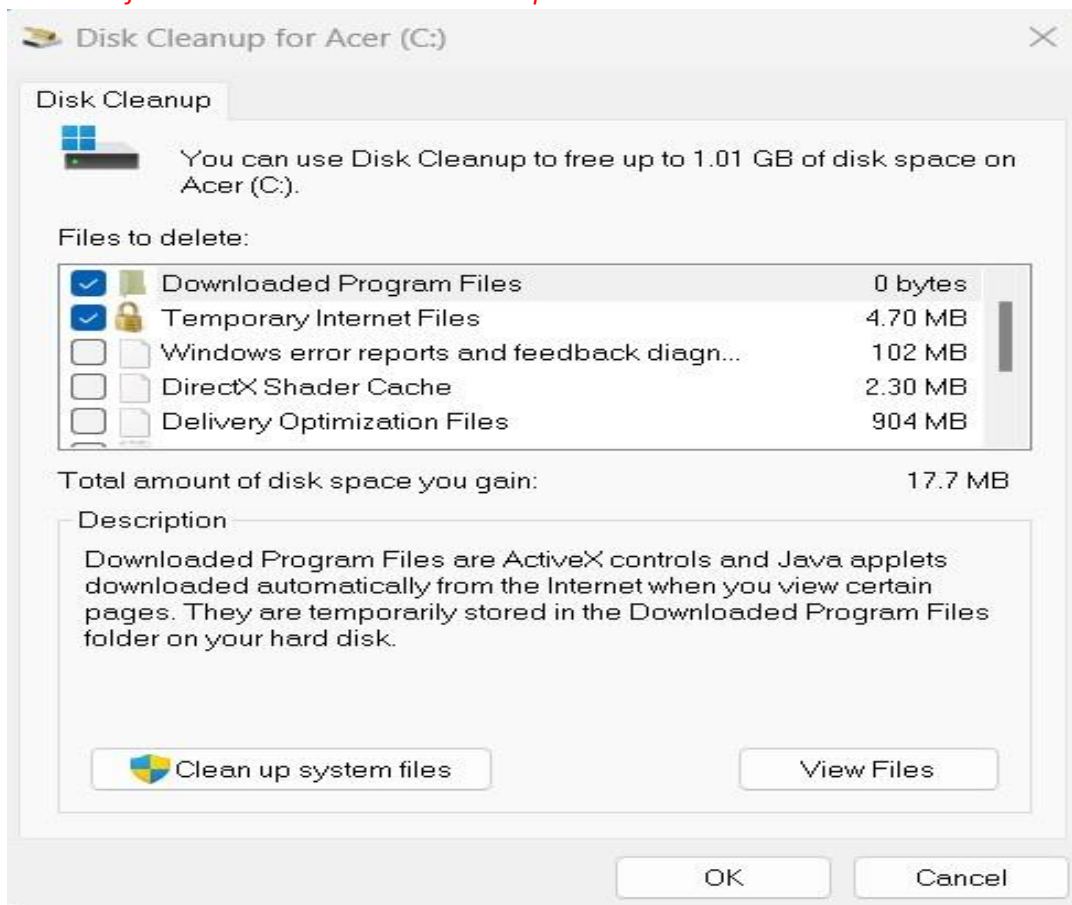 Disk Cleanup for Acer (C:)
Disk Cleanup
You can use Disk Cleanup to free up to 1.01 GB of disk space on
Acer (C:).
Files to delete:
Downloaded Program Files 0 bytes
Temporary Internet Files 4.70 MB
Windows error reports and feedback diagn... 102 MB
DirectX Shader Cache 2.30 MB
Delivery Optimization Files 904 MB
Total amount of disk space you gain: 17.7 MB
Description
Downloaded Program Files are ActiveX controls and Java applets
downloaded automatically from the Internet when you view certain
pages. They are temporarily stored in the Downloaded Program Files
folder on your hard disk.
Clean up system files View Files
OK Cancel